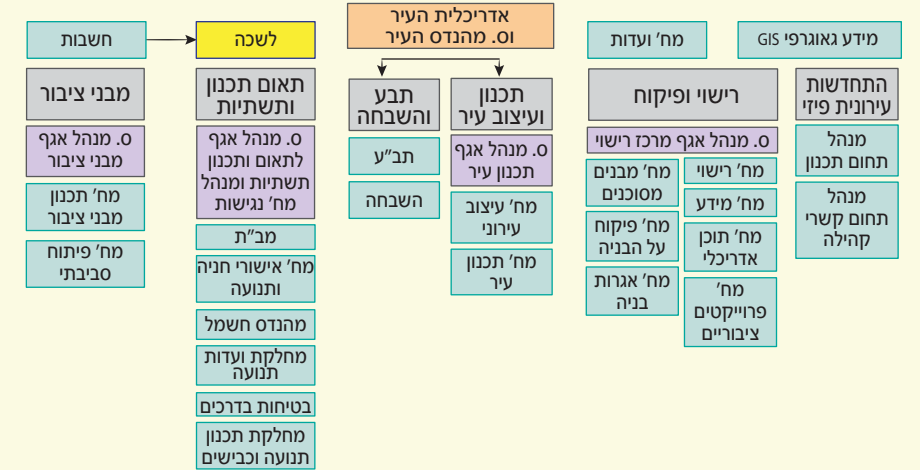 מידע גאוגרפי GIS
מח' ועדות
אדריכלית העיר
וס. מהנדס העיר
לשכה
חשבות
התחדשות
עירונית פיזי
מנהל
תחום תכנון
מנהל
תחום קשרי
קהילה
רישוי ופיקוח
ס. מנהל אגף מרכז רישוי
מח' רישוי
מח' מידע
מח' תוכן
אדריכלי
מח'
פרוייקטים
ציבוריים
מח' מבנים
מסוכנים
מח' פיקוח
על הבניה
מח' אגרות
בניה
תכנון
ועיצוב עיר
ס. מנהל אגף
תכנון עיר
מח' עיצוב
עירוני
מח' תכנון
עיר
תבע
והשבחה
תב"ע
השבחה
תאום תכנון
ותשתיות
ס. מנהל אגף
לתאום ותכנון
תשתיות ומנהל
מח' נגישות
מב"ת
מח' אישורי חניה
ותנועה
מהנדס חשמל
מחלקת ועדות
תנועה
בטיחות בדרכים
מחלקת תכנון
תנועה וכבישים
מבני ציבור
ס. מנהל אגף
מבני ציבור
מח' תכנון
מבני ציבור
מח' פיתוח
סביבתי